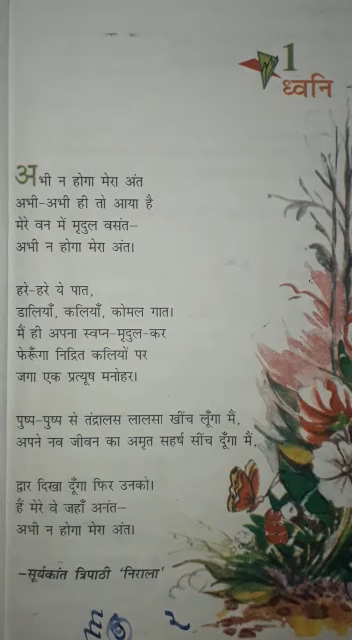 1
ध्वनि
अभी न होगा मेरा अंत
अभी-अभी ही तो आया है
मेरे वन में मृदुल वसंत–
अभी न होगा मेरा अंत।
हरे-हरे ये पात,
डालियाँ, कलियाँ, कोमल गात।
मैं ही अपना स्वप्न-मृदुल-कर
फेरूँगा निद्रित कलियों पर
जगा एक प्रत्यूष मनोहर।
पुष्प-पुष्प से तंद्रालस लालसा खींच लूँगा मैं,
अपने नव जीवन का अमृत सहर्ष सींच दूँगा मैं,
द्वार दिखा दूँगा फिर उनको।
हैं मेरे वे जहाँ अनंत–
अभी न होगा मेरा अंत।
–सूर्यकांत त्रिपाठी ‘निराला’